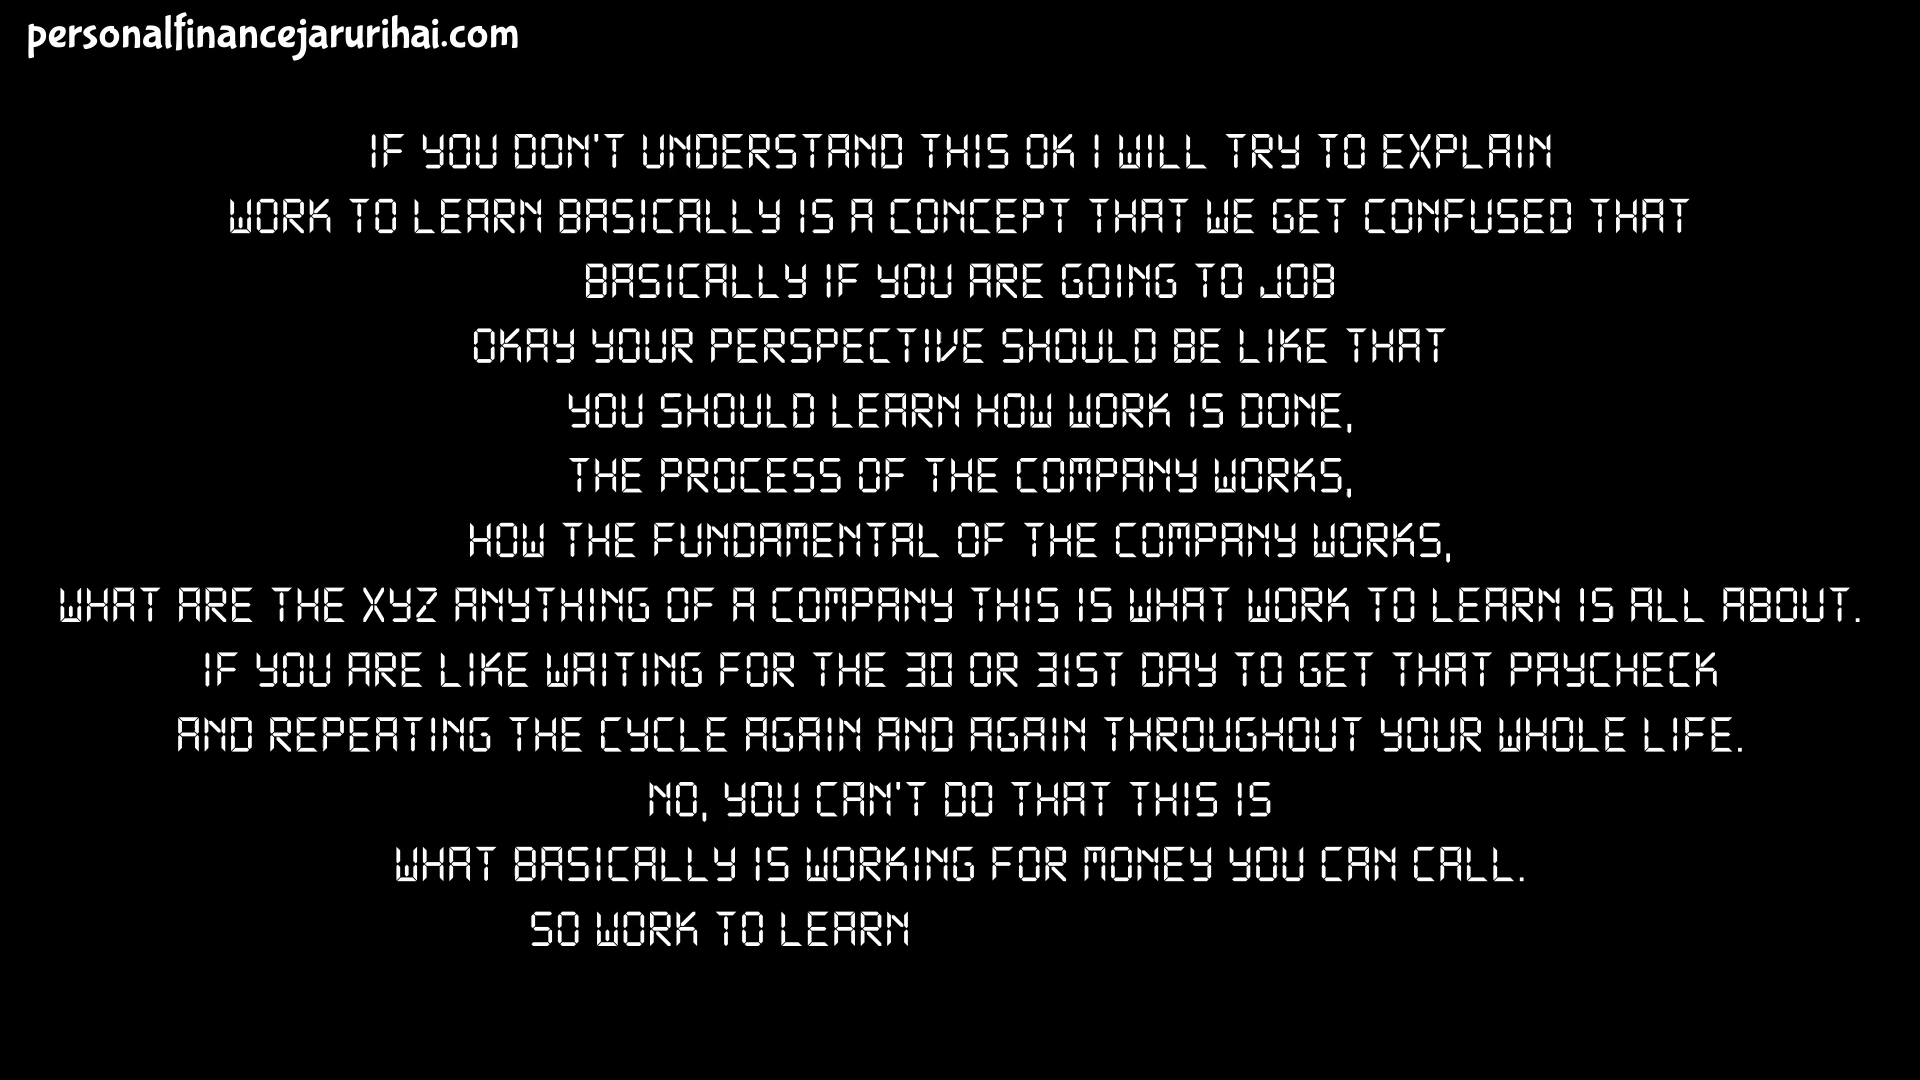 personalfinancejarurihai.com
IF YOU DON'T UNDERSTAND THIS OK I WILL TRY TO EXPLAIN
WORK TO LEARN BASICALLY IS A CONCEPT THAT WE GET CONFUSED THAT
BASICALLY IF YOU ARE GOING TO JOB
OKAY YOUR PERSPECTIVE SHOULD BE LIKE THAT
YOU SHOULD LEARN HOW WORK IS DONE,
THE PROCESS OF THE COMPANY WORKS,
HOW THE FUNDAMENTAL OF THE COMPANY WORKS,
WHAT ARE THE XYZ ANYTHING OF A COMPANY THIS IS WHAT WORK TO LEARN IS ALL ABOUT.
IF YOU ARE LIKE WAITING FOR THE 30 OR 31ST DAY TO GET THAT PAYCHECK
AND REPEATING THE CYCLE AGAIN AND AGAIN THROUGHOUT YOUR WHOLE LIFE.
NO, YOU CAN'T DO THAT THIS IS
WHAT BASICALLY IS WORKING FOR MONEY YOU CAN CALL.
SO WORK TO LEARN